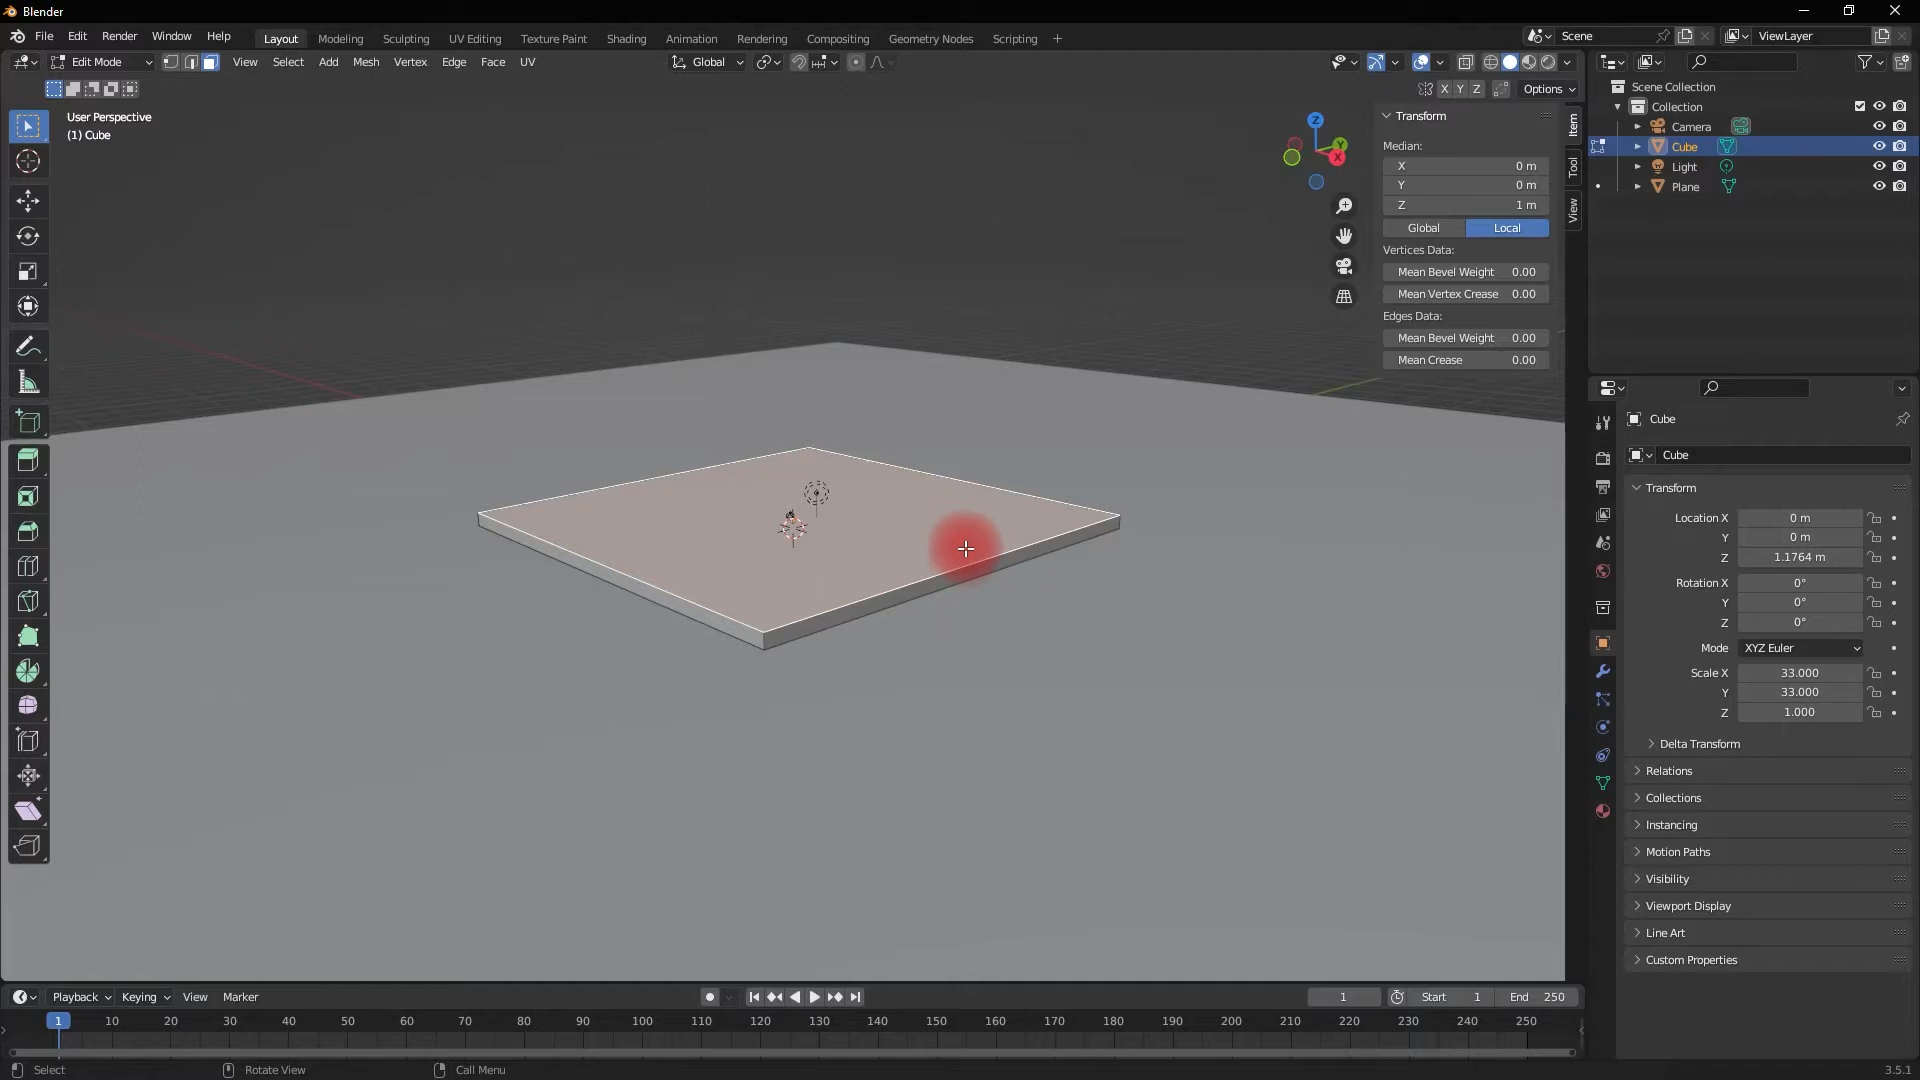 Blender
File Edit Render Window Help
Layout Modeling Sculpting UV Editing Texture Paint Shading Animation Rendering Compositing Geometry Nodes Scripting +
Scene
ViewLayer
Edit Mode View Select Add Mesh Vertex Edge Face UV
Global
X Y Z Options
User Perspective
(1) Cube
Z
Y
X
Transform
Median:
X 0 m
Y 0 m
Z 1 m
Global Local
Vertices Data:
Mean Bevel Weight 0.00
Mean Vertex Crease 0.00
Edges Data:
Mean Bevel Weight 0.00
Mean Crease 0.00
Item
Tool
View
Scene Collection
Collection
Camera
Cube
Light
Plane
Cube
Cube
Transform
Location X 0 m
Y 0 m
Z 1.1764 m
Rotation X 0°
Y 0°
Z 0°
Mode XYZ Euler
Scale X 33.000
Y 33.000
Z 1.000
Delta Transform
Relations
Collections
Instancing
Motion Paths
Visibility
Viewport Display
Line Art
Custom Properties
Playback Keying View Marker
1 Start 1 End 250
1 10 20 30 40 50 60 70 80 90 100 110 120 130 140 150 160 170 180 190 200 210 220 230 240 250
Select Rotate View Call Menu
3.5.1